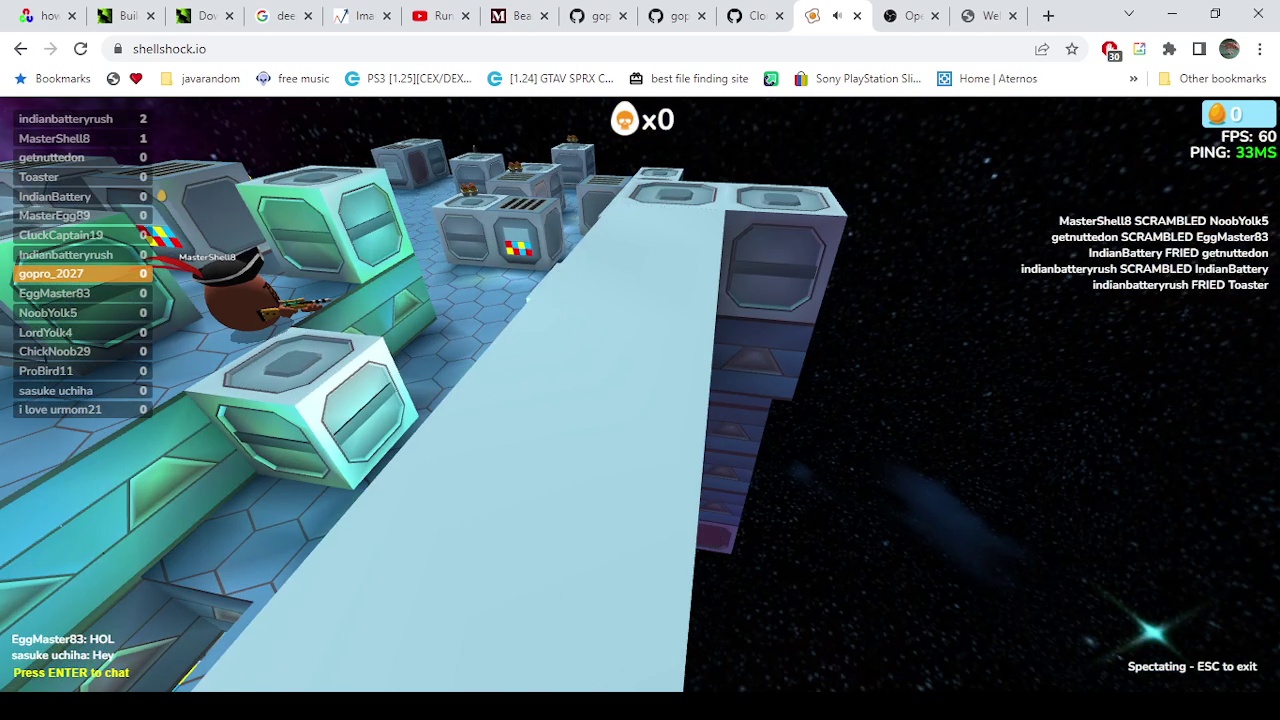 how
Buil
Dov
dee
Ima
Run
Bea
gop
gop
Clo
Ope
Wel
shellshock.io
30
Bookmarks
javarandom
free music
PS3 [1.25][CEX/DEX...
[1.24] GTAV SPRX C...
best file finding site
Sony PlayStation Sli...
Home | Aternos
»
Other bookmarks
indianbatteryrush 2
MasterShell8 1
getnuttedon 0
Toaster 0
IndianBattery 0
MasterEgg89 0
CluckCaptain19 0
Indianbatteryrush 0
gopro_2027 0
EggMaster83 0
NoobYolk5 0
LordYolk4 0
ChickNoob29 0
ProBird11 0
sasuke uchiha 0
i love urmom21 0
x0
0
FPS: 60
PING: 33MS
MasterShell8 SCRAMBLED NoobYolk5
getnuttedon SCRAMBLED EggMaster83
IndianBattery FRIED getnuttedon
indianbatteryrush SCRAMBLED IndianBattery
indianbatteryrush FRIED Toaster
MasterShell8
EggMaster83: HOL
sasuke uchiha: Hey
Press ENTER to chat
Spectating - ESC to exit